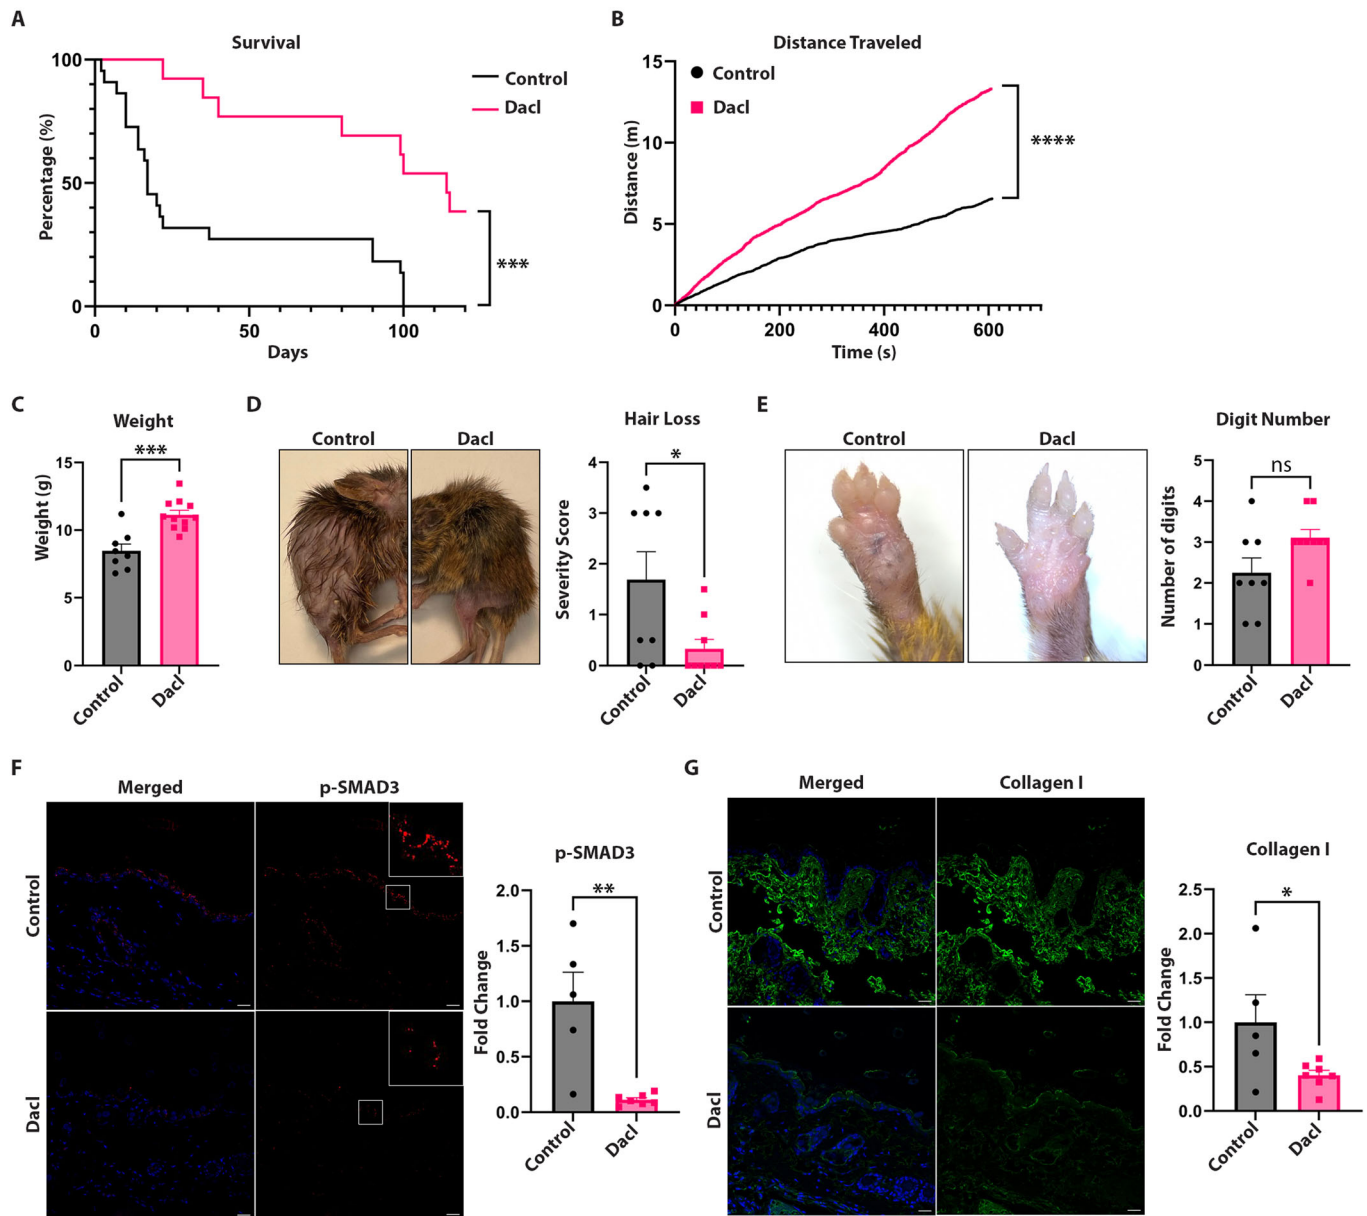 A
Survival
100
50
0
Percentage (%)
0 50 100
Days
Control
Dacl
***
B
Distance Traveled
15
10
5
0
Distance (m)
0 200 400 600
Time (s)
Control
Dacl
****
C
Weight
***
15
10
5
0
Weight (g)
Control
Dacl
D
Control
Dacl
Hair Loss
*
4
3
2
1
0
Severity Score
Control
Dacl
E
Control
Dacl
Digit Number
ns
5
4
3
2
1
0
Number of digits
Control
Dacl
F
Merged
p-SMAD3
Control
Dacl
p-SMAD3
**
2.0
1.5
1.0
0.5
0.0
Fold Change
Control
Dacl
G
Merged
Collagen I
Control
Dacl
Collagen I
*
2.5
2.0
1.5
1.0
0.5
0.0
Fold Change
Control
Dacl